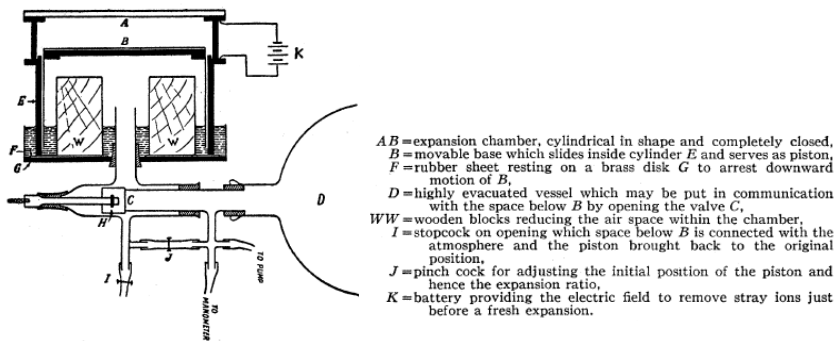 A
B
K
E
W
W
F
G
C
D
H
J
I
TO PUMP
TO
MANOMETER
AB=expansion chamber, cylindrical in shape and completely closed,
B=movable base which slides inside cylinder E and serves as piston,
F=rubber sheet resting on a brass disk G to arrest downward
motion of B,
D=highly evacuated vessel which may be put in communication
with the space below B by opening the valve C,
WW=wooden blocks reducing the air space within the chamber,
I=stopcock on opening which space below B is connected with the
atmosphere and the piston brought back to the original
position,
J=pinch cock for adjusting the initial position of the piston and
hence the expansion ratio,
K=battery providing the electric field to remove stray ions just
before a fresh expansion.